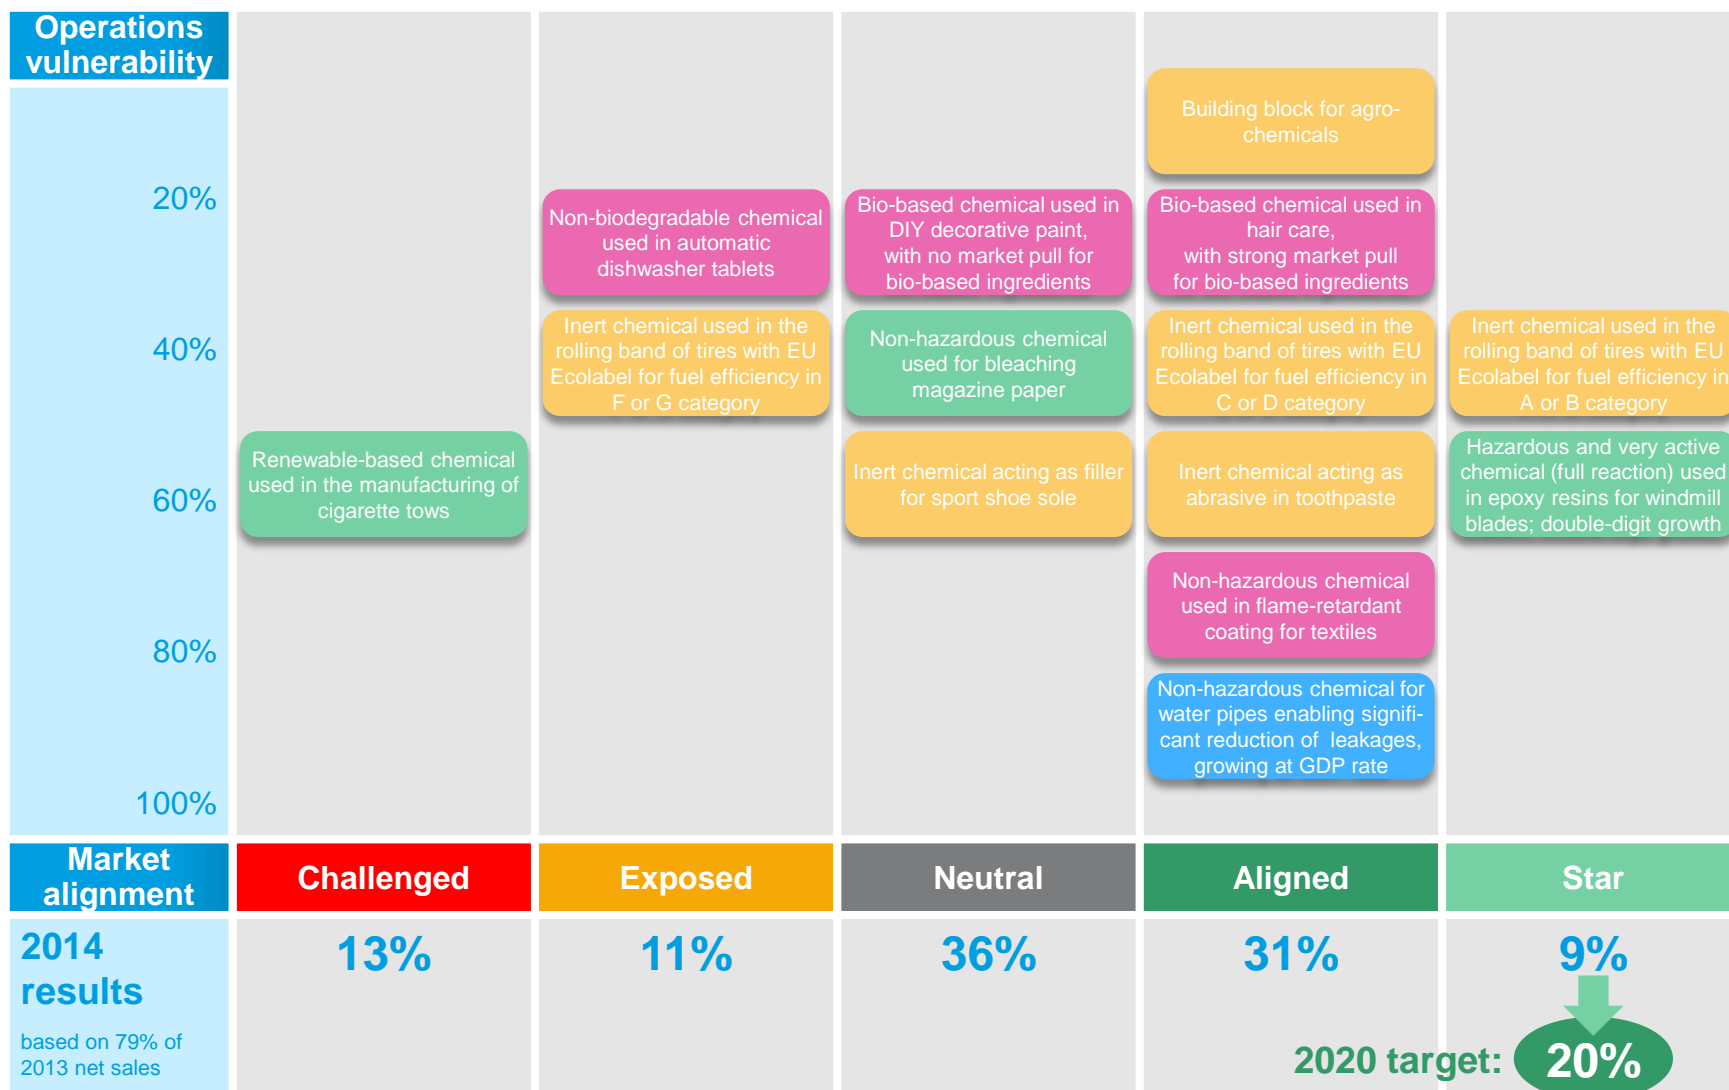 Operations
vulnerability
Building block for agro-
chemicals
20%
Non-biodegradable chemical
used in automatic
dishwasher tablets
Bio-based chemical used in
DIY decorative paint,
with no market pull for
bio-based ingredients
Bio-based chemical used in
hair care,
with strong market pull
for bio-based ingredients
40%
Inert chemical used in the
rolling band of tires with EU
Ecolabel for fuel efficiency in
F or G category
Non-hazardous chemical
used for bleaching
magazine paper
Inert chemical used in the
rolling band of tires with EU
Ecolabel for fuel efficiency in
C or D category
Inert chemical used in the
rolling band of tires with EU
Ecolabel for fuel efficiency in
A or B category
60%
Renewable-based chemical
used in the manufacturing of
cigarette tows
Inert chemical acting as filler
for sport shoe sole
Inert chemical acting as
abrasive in toothpaste
Hazardous and very active
chemical (full reaction) used
in epoxy resins for windmill
blades; double-digit growth
80%
Non-hazardous chemical
used in flame-retardant
coating for textiles
Non-hazardous chemical for
water pipes enabling signifi-
cant reduction of leakages,
growing at GDP rate
100%
Market
alignment
Challenged
Exposed
Neutral
Aligned
Star
2014
results
based on 79% of
2013 net sales
13%
11%
36%
31%
9%
2020 target:
20%